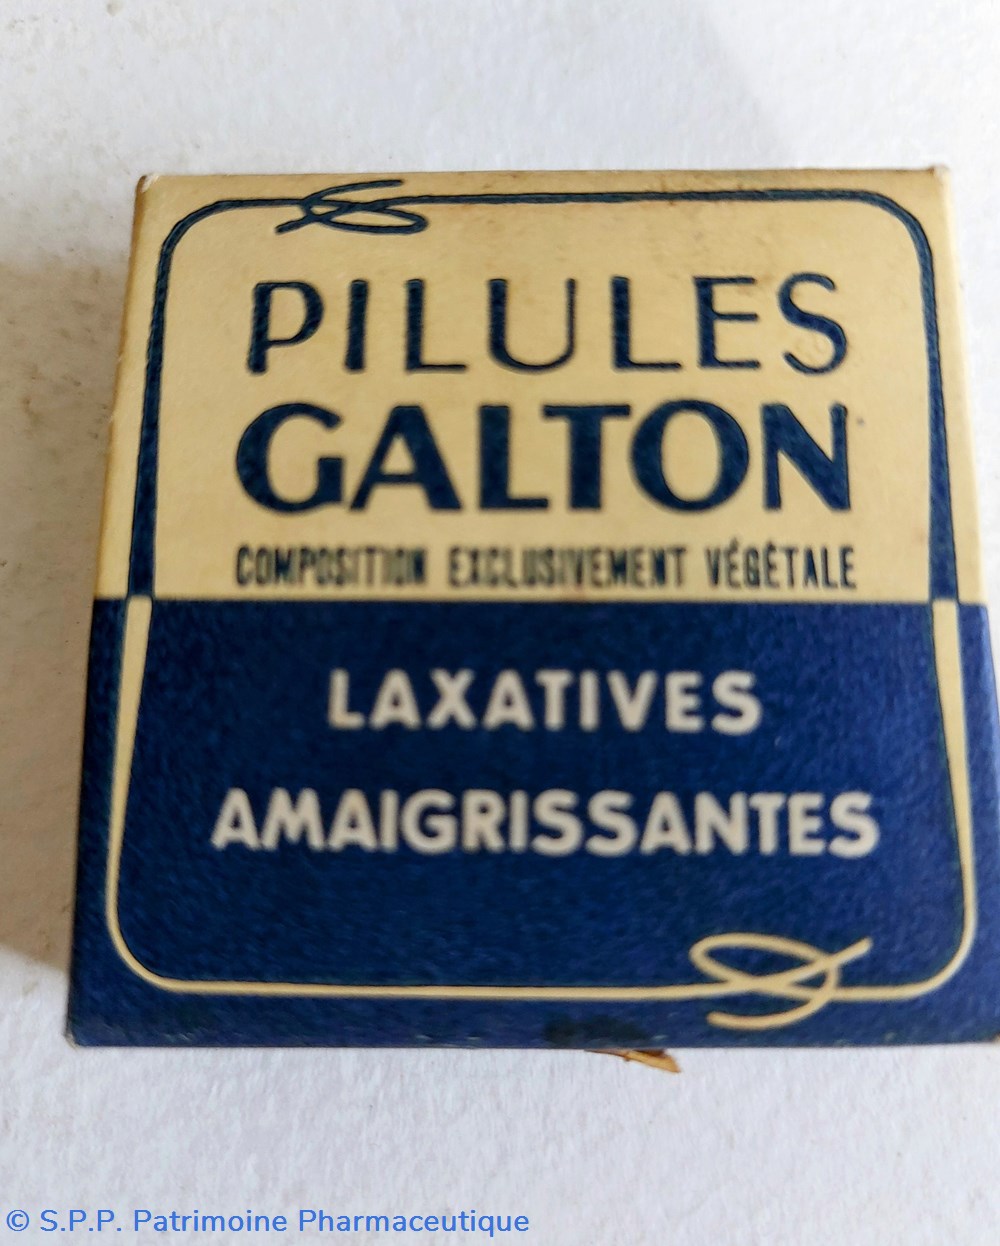 PILULES
GALTON
COMPOSITION EXCLUSIVEMENT VÉGÉTALE
LAXATIVES
AMAIGRISSANTES
© S.P.P. Patrimoine Pharmaceutique